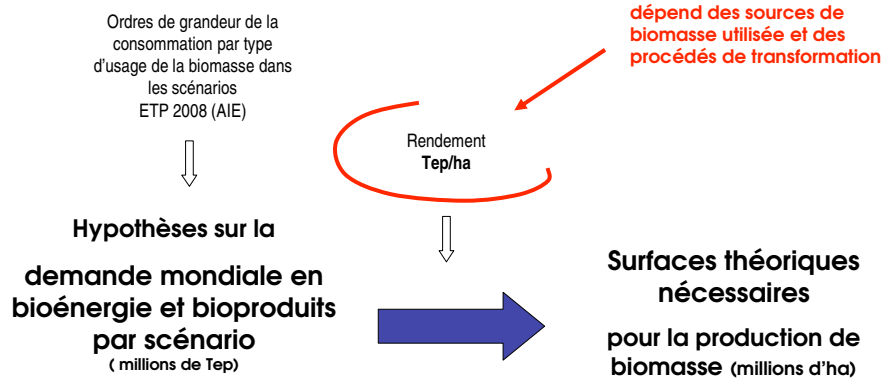 Ordres de grandeur de la
consommation par type
d'usage de la biomasse dans
les scénarios
ETP 2008 (AIE)
dépend des sources de
biomasse utilisée et des
procédés de transformation
Rendement
Tep/ha
Hypothèses sur la
demande mondiale en
bioénergie et bioproduits
par scénario
( millions de Tep)
Surfaces théoriques
nécessaires
pour la production de
biomasse (millions d'ha)